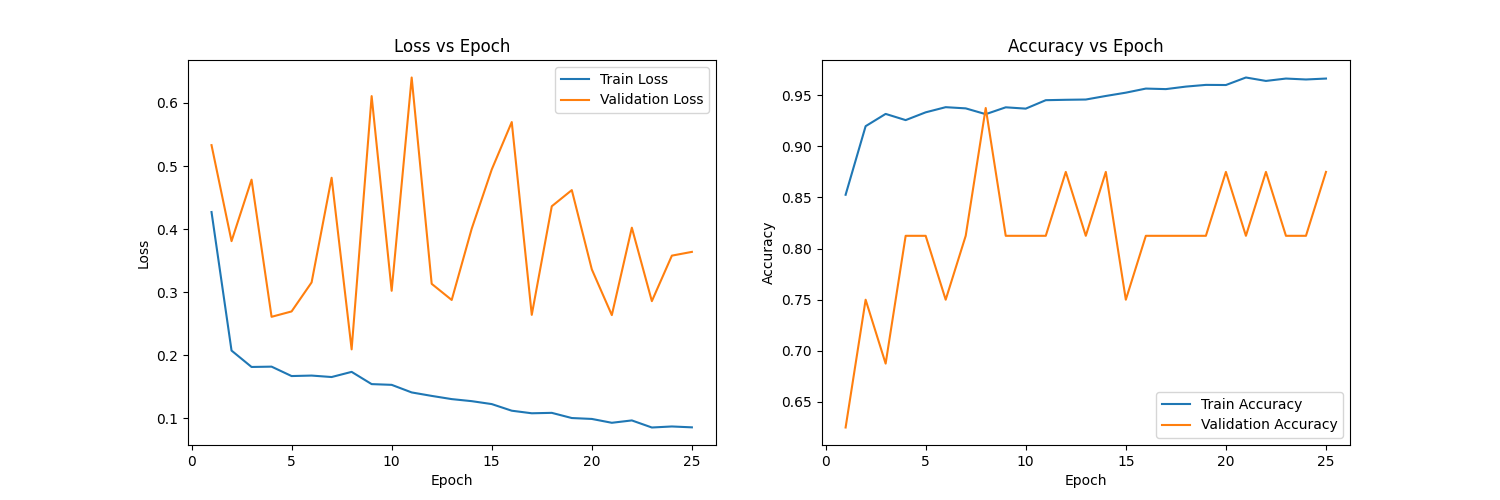 Loss vs Epoch
Train Loss
Validation Loss
0.6
0.5
0.4
0.3
0.2
0.1
Loss
0
5
10
15
20
25
Epoch
Accuracy vs Epoch
0.95
0.90
0.85
0.80
0.75
0.70
0.65
Accuracy
Train Accuracy
Validation Accuracy
0
5
10
15
20
25
Epoch